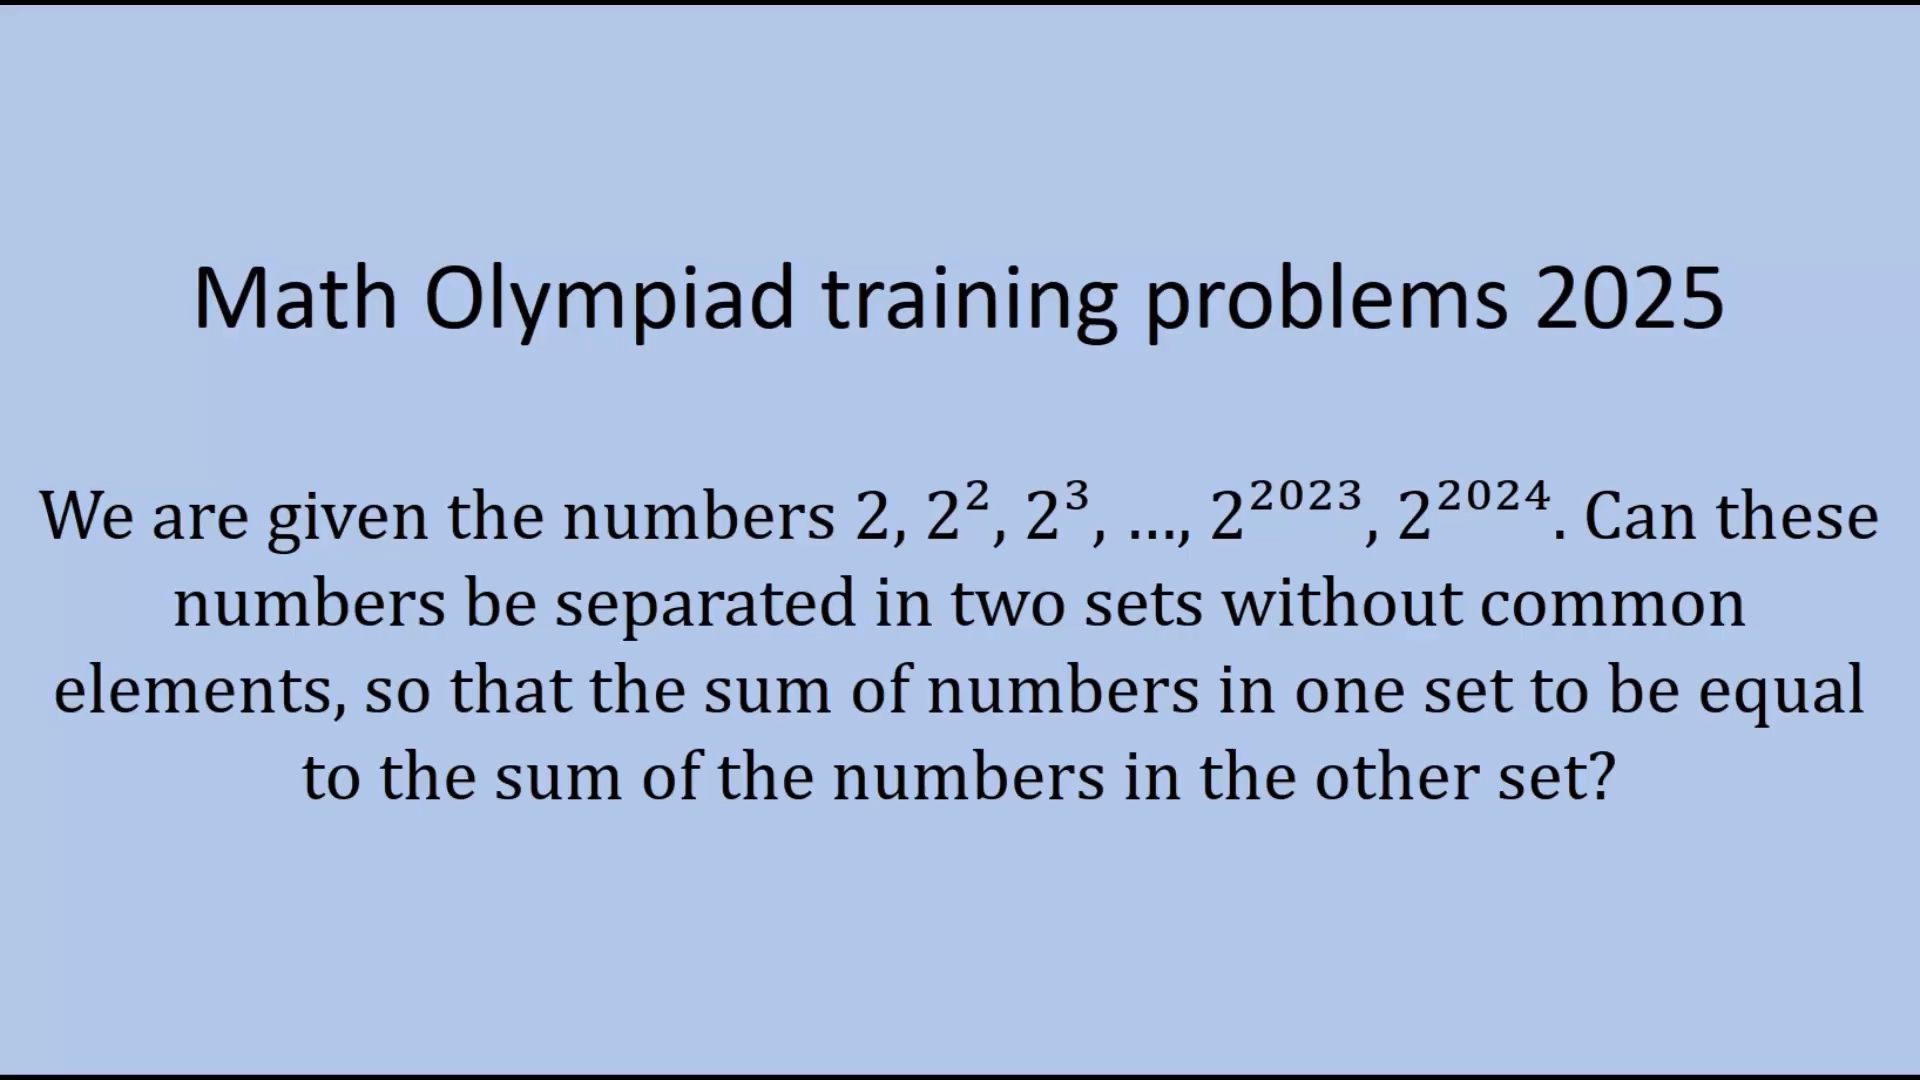 Math Olympiad training problems 2025
We are given the numbers 2, 2², 2³, ..., 2²⁰²³, 2²⁰²⁴. Can these
numbers be separated in two sets without common
elements, so that the sum of numbers in one set to be equal
to the sum of the numbers in the other set?